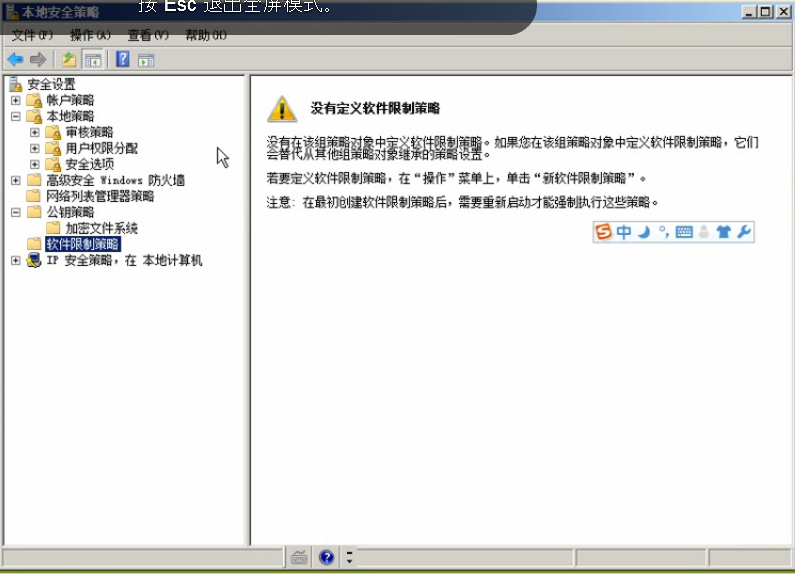 本地安全策略
按 Esc 退出全屏模式。
文件(F) 操作(A) 查看(V) 帮助(H)
安全设置
帐户策略
本地策略
审核策略
用户权限分配
安全选项
高级安全 Windows 防火墙
网络列表管理器策略
公钥策略
加密文件系统
软件限制策略
IP 安全策略，在 本地计算机
没有定义软件限制策略
没有在该组策略对象中定义软件限制策略。如果您在该组策略对象中定义软件限制策略，它们
会替代从其他组策略对象继承的策略设置。
若要定义软件限制策略，在“操作”菜单上，单击“新软件限制策略”。
注意: 在最初创建软件限制策略后，需要重新启动才能强制执行这些策略。
中